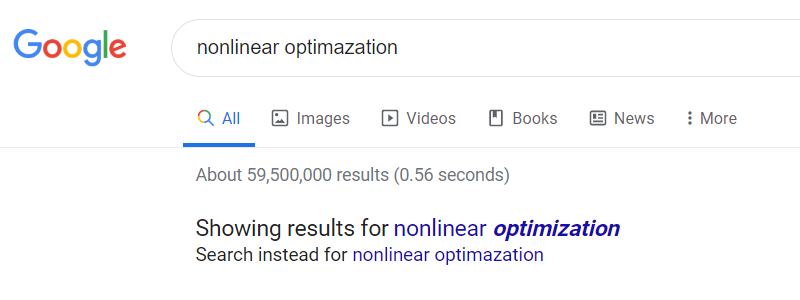 Google
nonlinear optimazation
All Images Videos Books News More
About 59,500,000 results (0.56 seconds)
Showing results for nonlinear optimization
Search instead for nonlinear optimazation